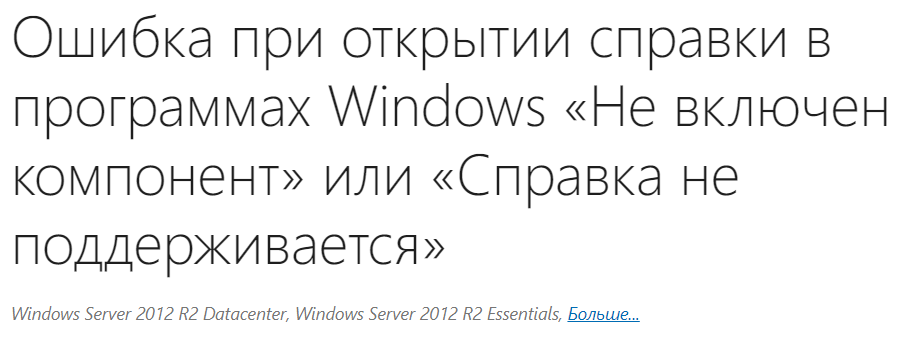 Ошибка при открытии справки в
программах Windows «Не включен
компонент» или «Справка не
поддерживается»
Windows Server 2012 R2 Datacenter, Windows Server 2012 R2 Essentials, Больше...